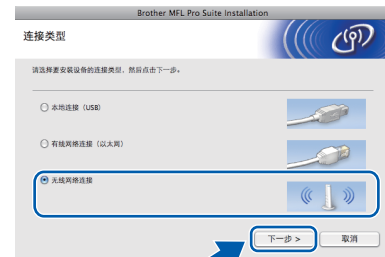 Brother MFL Pro Suite Installation
连接类型
请选择要安装设备的连接类型，然后点击下一步。
本地连接（USB）
有线网络连接（以太网）
无线网络连接
下一步 > 取消